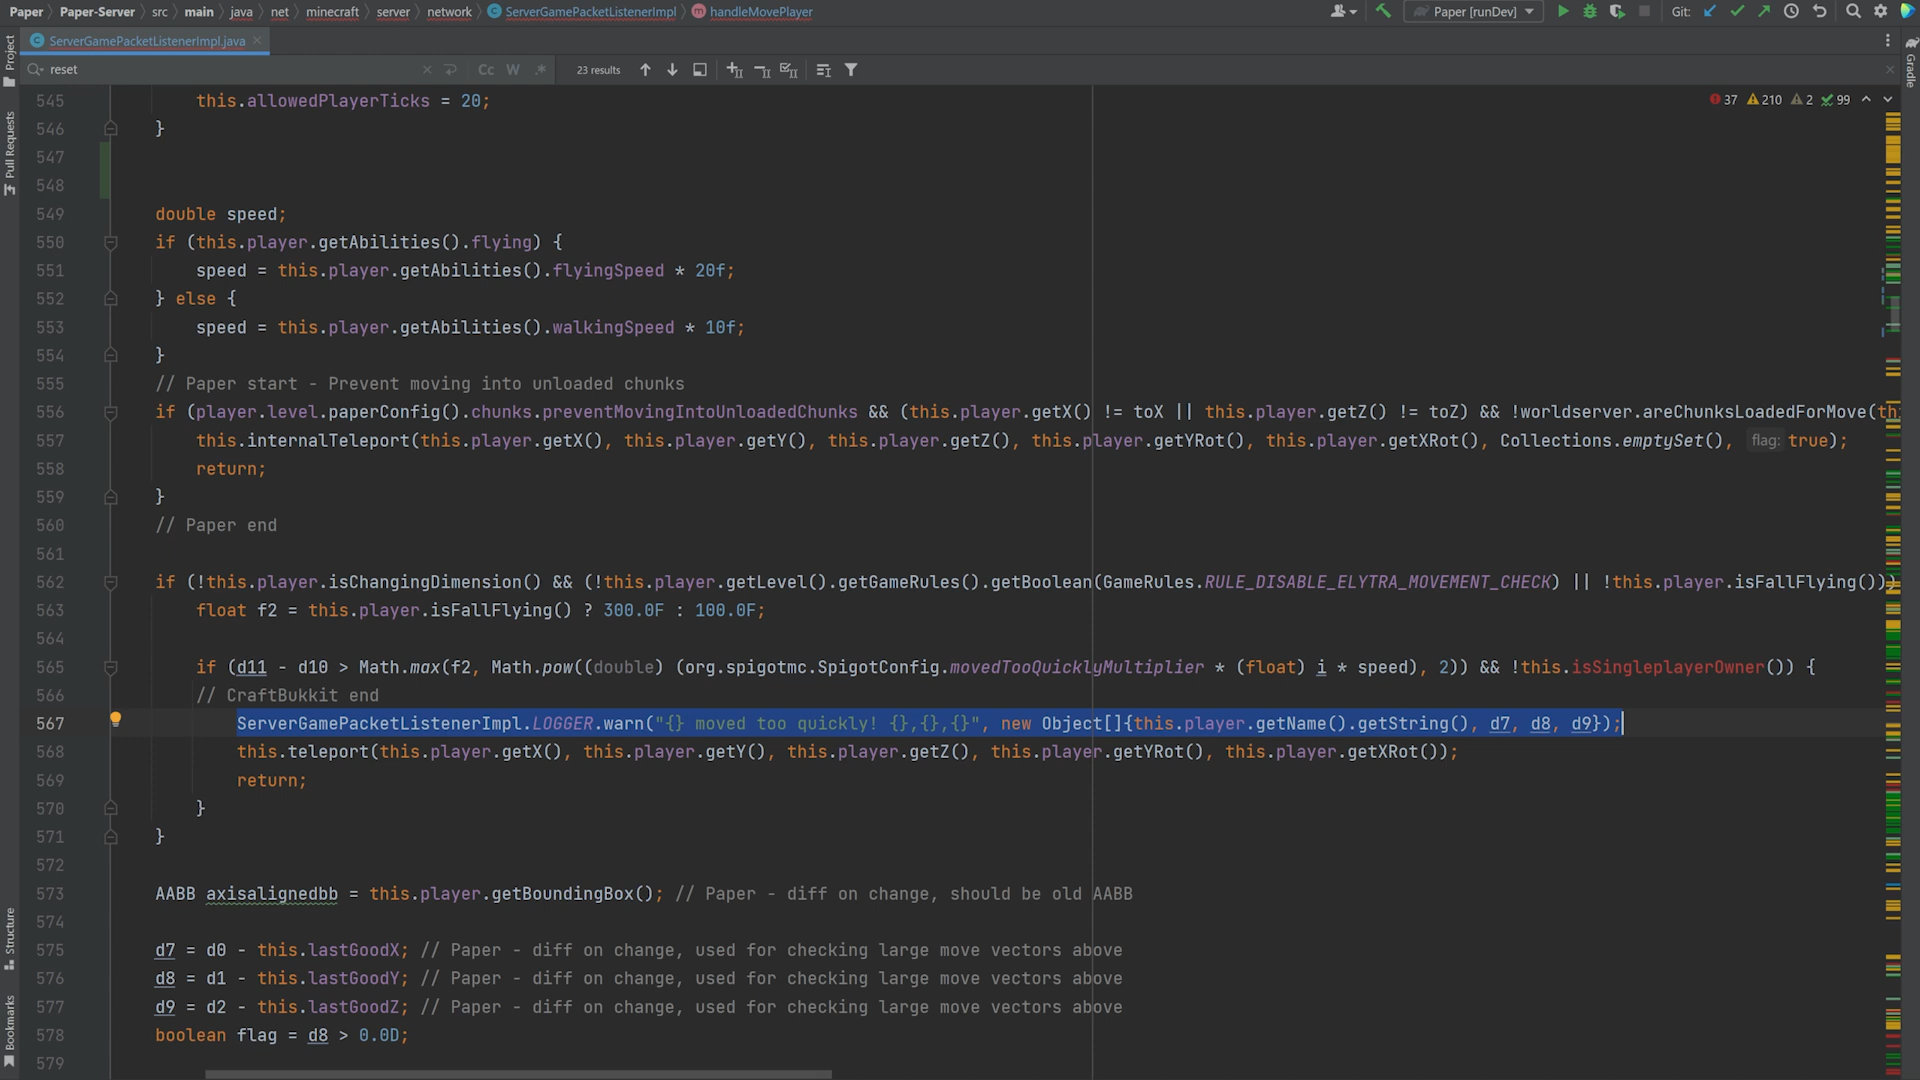 Paper Paper-Server src main java net minecraft server network ServerGamePacketListenerImpl handleMovePlayer Paper [runDev] Git:
ServerGamePacketListenerImpl.java
reset Cc W .* 23 results
Project
Pull Requests
Structure
Bookmarks
Gradle
37 210 2 99
545 this.allowedPlayerTicks = 20;
546 }
547
548
549 double speed;
550 if (this.player.getAbilities().flying) {
551 speed = this.player.getAbilities().flyingSpeed * 20f;
552 } else {
553 speed = this.player.getAbilities().walkingSpeed * 10f;
554 }
555 // Paper start - Prevent moving into unloaded chunks
556 if (player.level.paperConfig().chunks.preventMovingIntoUnloadedChunks && (this.player.getX() != toX || this.player.getZ() != toZ) && !worldserver.areChunksLoadedForMove(th
557 this.internalTeleport(this.player.getX(), this.player.getY(), this.player.getZ(), this.player.getYRot(), this.player.getXRot(), Collections.emptySet(), flag: true);
558 return;
559 }
560 // Paper end
561
562 if (!this.player.isChangingDimension() && (!this.player.getLevel().getGameRules().getBoolean(GameRules.RULE_DISABLE_ELYTRA_MOVEMENT_CHECK) || !this.player.isFallFlying()))
563 float f2 = this.player.isFallFlying() ? 300.0F : 100.0F;
564
565 if (d11 - d10 > Math.max(f2, Math.pow((double) (org.spigotmc.SpigotConfig.movedTooQuicklyMultiplier * (float) i * speed), 2)) && !this.isSingleplayerOwner()) {
566 // CraftBukkit end
567 ServerGamePacketListenerImpl.LOGGER.warn("{} moved too quickly! {},{},{}", new Object[]{this.player.getName().getString(), d7, d8, d9});
568 this.teleport(this.player.getX(), this.player.getY(), this.player.getZ(), this.player.getYRot(), this.player.getXRot());
569 return;
570 }
571 }
572
573 AABB axisalignedbb = this.player.getBoundingBox(); // Paper - diff on change, should be old AABB
574
575 d7 = d0 - this.lastGoodX; // Paper - diff on change, used for checking large move vectors above
576 d8 = d1 - this.lastGoodY; // Paper - diff on change, used for checking large move vectors above
577 d9 = d2 - this.lastGoodZ; // Paper - diff on change, used for checking large move vectors above
578 boolean flag = d8 > 0.0D;
579